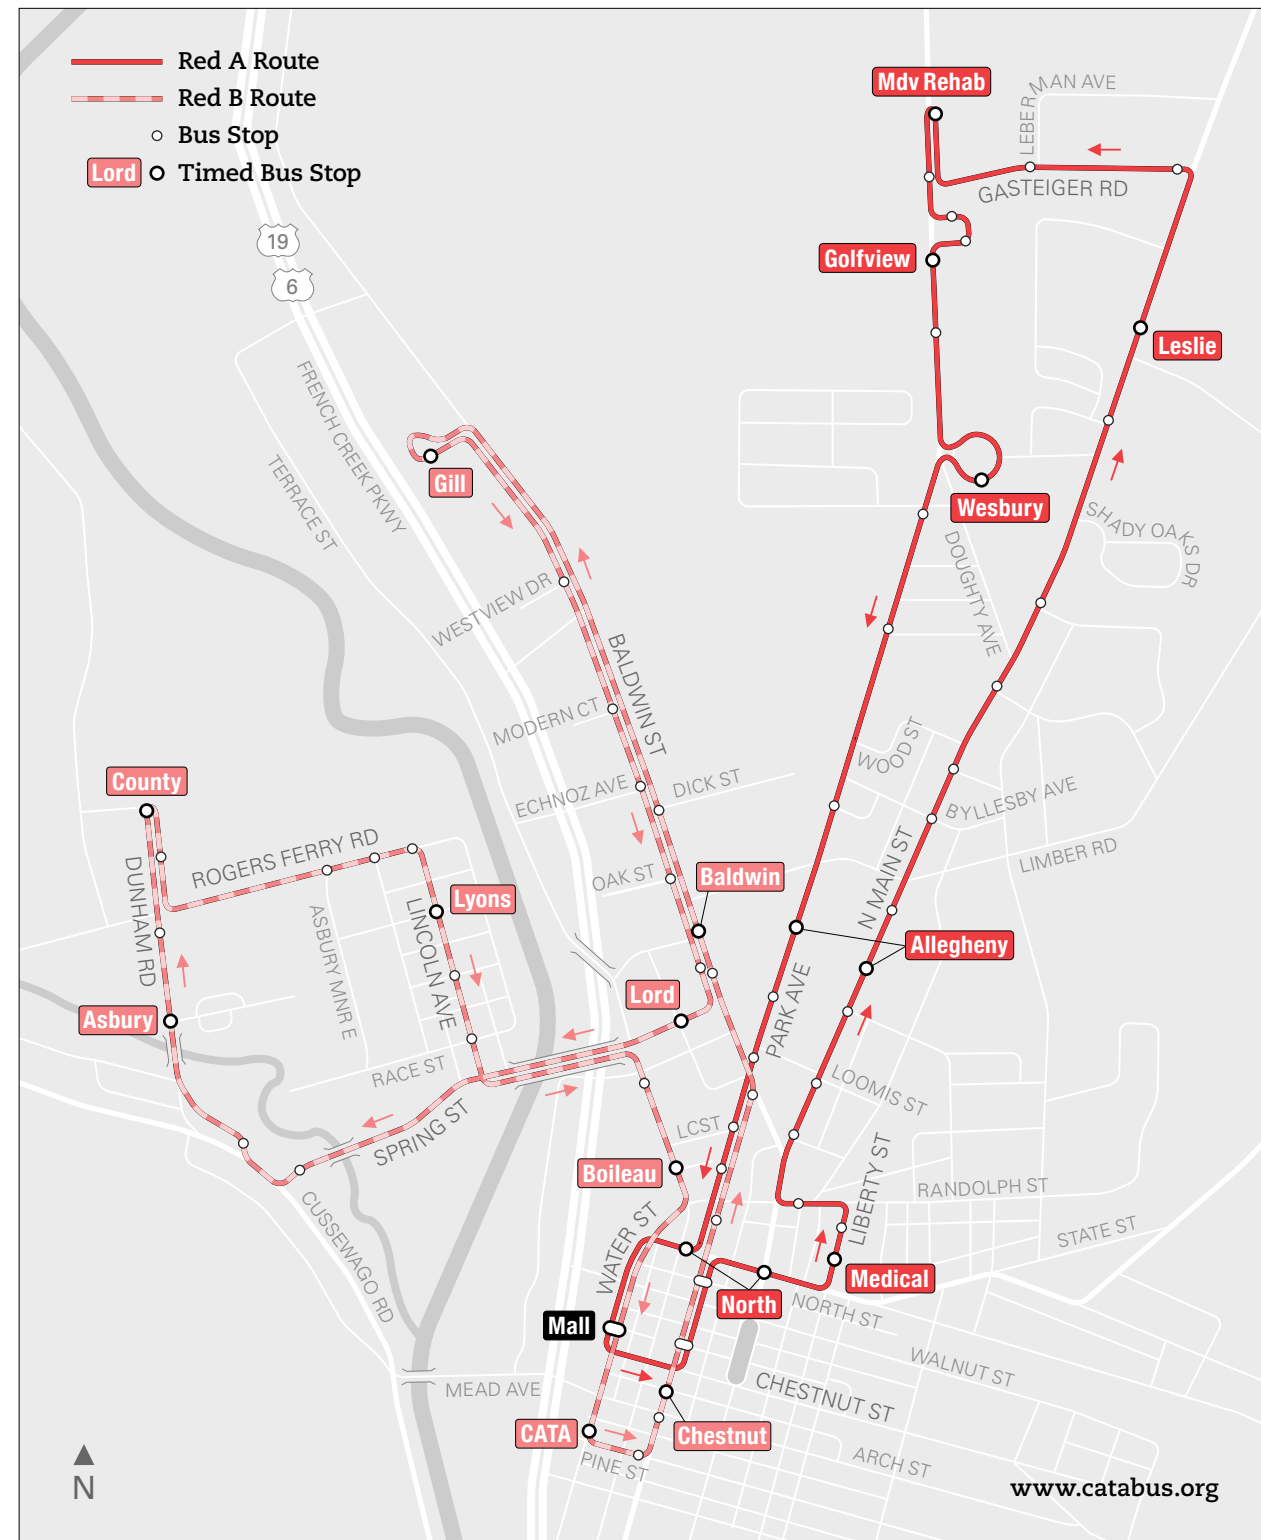 Red A Route
Red B Route
Bus Stop
Lord
Timed Bus Stop
Mdv Rehab
LEBERMAN AVE
GASTEIGER RD
19
6
Golfview
Leslie
FRENCH CREEK PKWY
TERRACE ST
Gill
Wesbury
SHADY OAKS DR
DOUGHTY AVE
WESTVIEW DR
BALDWIN ST
MODERN CT
WOOD ST
ECHNOZ AVE
DICK ST
BYLLESBY AVE
County
ROGERS FERRY RD
LIMBER RD
N MAIN ST
OAK ST
Baldwin
DUNHAM RD
ASBURY MNR E
LINCOLN AVE
Lyons
Allegheny
Asbury
Lord
PARK AVE
RACE ST
LOOMIS ST
SPRING ST
LCST
Boileau
RANDOLPH ST
LIBERTY ST
STATE ST
CUSSEWAGO RD
WATER ST
Medical
North
NORTH ST
Mall
WALNUT ST
MEAD AVE
CHESTNUT ST
CATA
Chestnut
PINE ST
ARCH ST
N
www.catabus.org